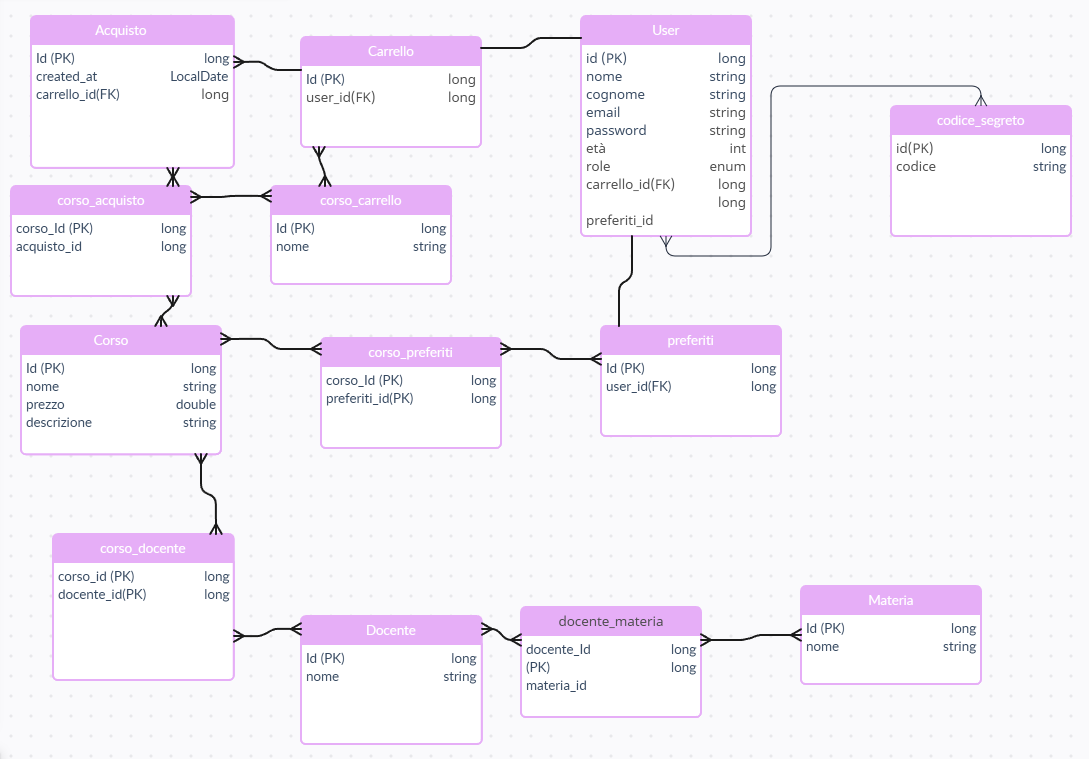 Acquisto
Id (PK) long
created_at LocalDate
carrello_id(FK) long
Carrello
Id (PK) long
user_id(FK) long
User
id (PK) long
nome string
cognome string
email string
password string
età int
role enum
carrello_id(FK) long
long
preferiti_id
codice_segreto
id(PK) long
codice string
corso_acquisto
corso_Id (PK) long
acquisto_id long
corso_carrello
Id (PK) long
nome string
Corso
Id (PK) long
nome string
prezzo double
descrizione string
corso_preferiti
corso_Id (PK) long
preferiti_id(PK) long
preferiti
Id (PK) long
user_id(FK) long
corso_docente
corso_id (PK) long
docente_id(PK) long
Docente
Id (PK) long
nome string
docente_materia
docente_Id long
(PK) long
materia_id
Materia
Id (PK) long
nome string